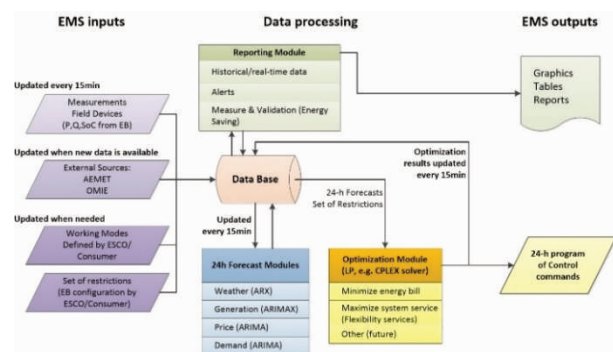 EMS inputs
Data processing
EMS outputs
Updated every 15min
Measurements
Field Devices
(P,Q,SoC from EB)
Updated when new data is available
External Sources:
AEMET
OMIE
Updated when needed
Working Modes
Defined by ESCO/
Consumer
Set of restrictions
(EB configuration by
ESCO/Consumer)
Reporting Module
Historical/real-time data
Alerts
Measure & Validation (Energy
Saving)
Data Base
Updated
every 15min
24h Forecast Modules
Weather (ARX)
Generation (ARIMAX)
Price (ARIMA)
Demand (ARIMA)
24-h Forecasts
Set of Restrictions
Optimization
results updated
every 15min
Optimization Module
(LP, e.g. CPLEX solver)
Minimize energy bill
Maximize system service
(Flexibility services)
Other (future)
Graphics
Tables
Reports
24-h program
of Control
commands